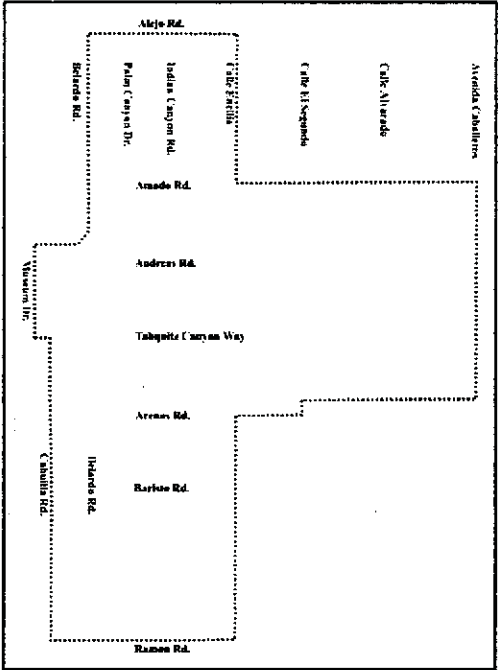 Alejo Rd.
Belardo Rd.
Palm Canyon Dr.
Indian Canyon Rd.
Calle Encilia
Calle El Segundo
Calle Alvarado
Avenida Caballeros
Amado Rd.
Andreas Rd.
Museum Dr.
Tahquitz Canyon Way
Arenas Rd.
Cahuilla Rd.
Belardo Rd.
Baristo Rd.
Ramon Rd.